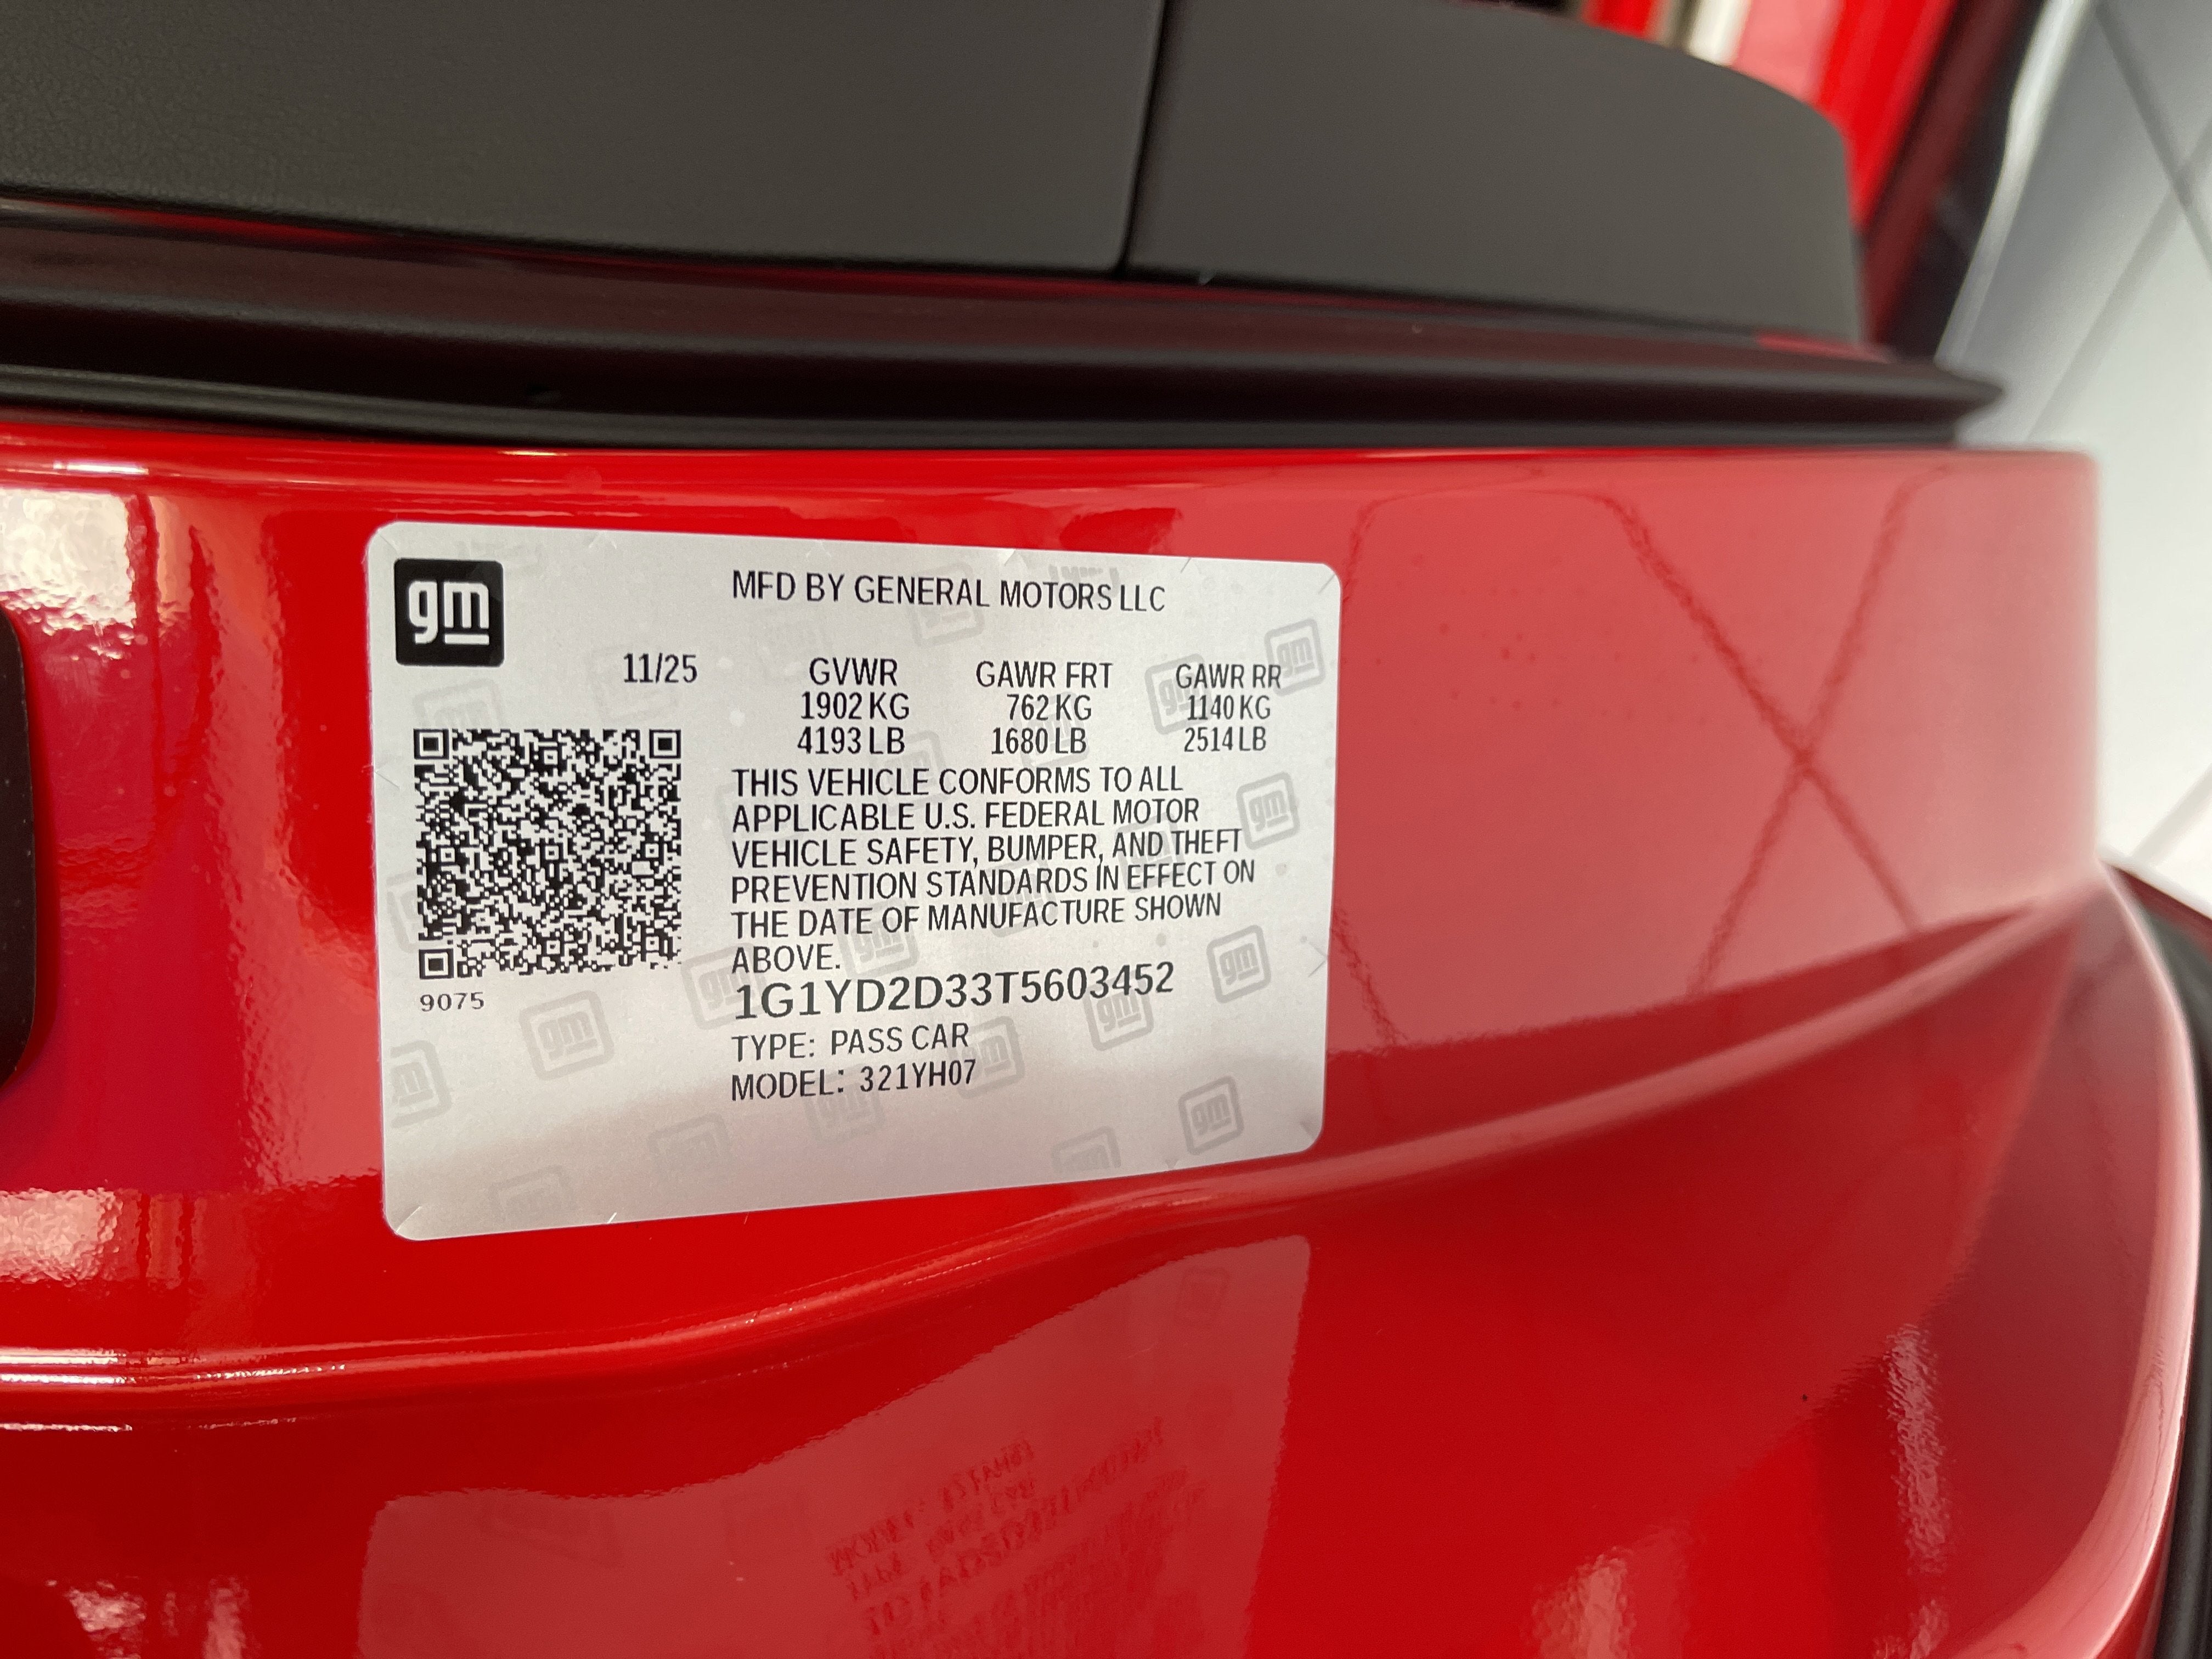 gm
MFD BY GENERAL MOTORS LLC
11/25 GVWR GAWR FRT GAWR RR
1902 KG 762 KG 1140 KG
4193 LB 1680 LB 2514 LB
THIS VEHICLE CONFORMS TO ALL
APPLICABLE U.S. FEDERAL MOTOR
VEHICLE SAFETY, BUMPER, AND THEFT
PREVENTION STANDARDS IN EFFECT ON
THE DATE OF MANUFACTURE SHOWN
ABOVE.
9075
1G1YD2D33T5603452
TYPE: PASS CAR
MODEL: 321YH07